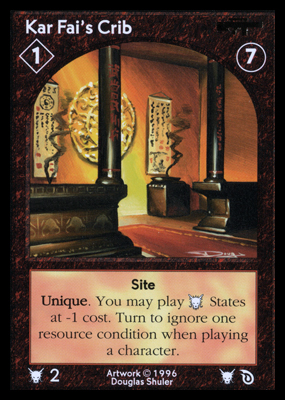 Kar Fai's Crib
1
7
Site
Unique. You may play States
at -1 cost. Turn to ignore one
resource condition when playing
a character.
2
Artwork © 1996
Douglas Shuler